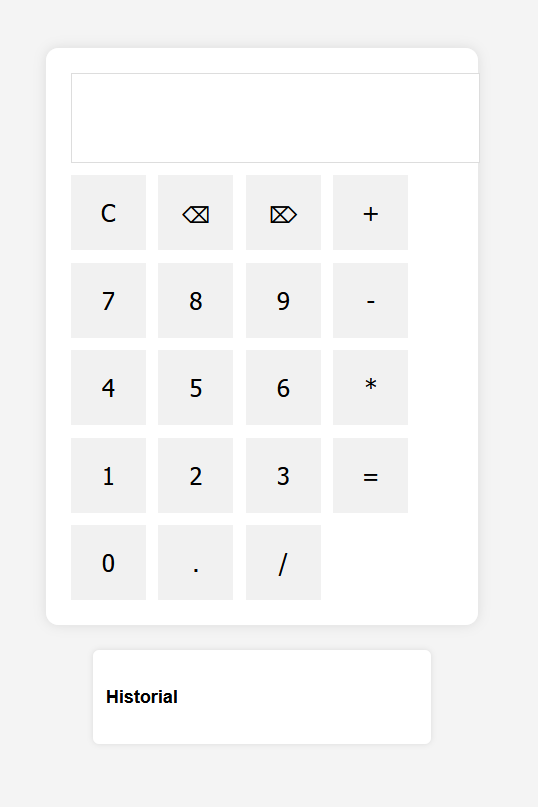 C ⌫ ⌦ +
7 8 9 -
4 5 6 *
1 2 3 =
0 . /
Historial